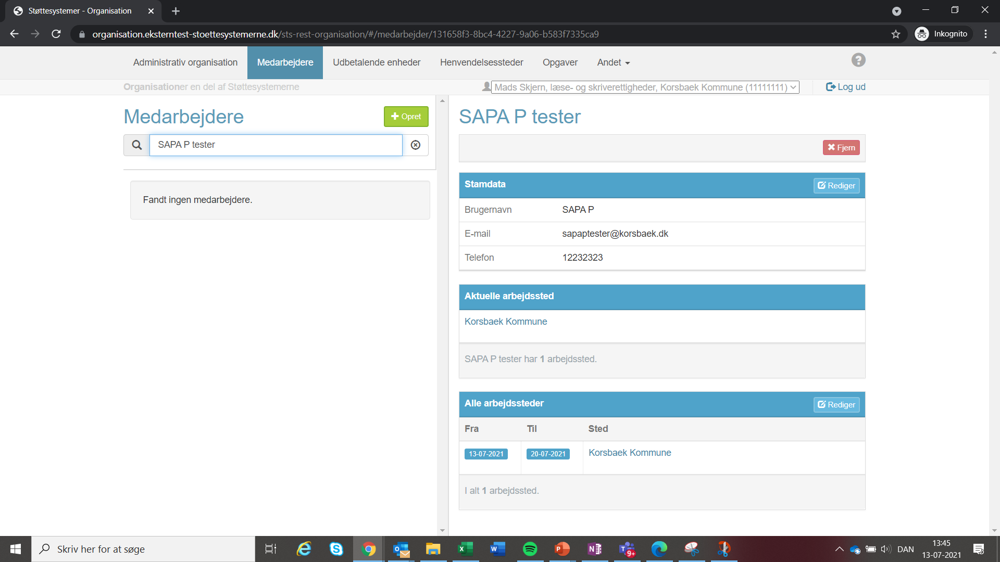 Støttesystemer - Organisation
organisation.eksterntest-stoettesystemerne.dk/sts-rest-organisation/#/medarbejder/131658f3-8bc4-4227-9a06-b583f7335ca9
Inkognito
Administrativ organisation
Medarbejdere
Udbetalende enheder
Henvendelsessteder
Opgaver
Andet
?
Organisationer en del af Støttesystemerne
Mads Skjern, læse- og skriverettigheder, Korsbaek Kommune (11111111)
Log ud
Medarbejdere
Opret
SAPA P tester
Fandt ingen medarbejdere.
SAPA P tester
Fjern
Stamdata
Rediger
Brugernavn SAPA P
E-mail sapaptester@korsbaek.dk
Telefon 12232323
Aktuelle arbejdssted
Korsbaek Kommune
SAPA P tester har 1 arbejdssted.
Alle arbejdssteder
Rediger
Fra Til Sted
13-07-2021 20-07-2021 Korsbaek Kommune
I alt 1 arbejdssted.
Skriv her for at søge
9+
DAN
13:45
13-07-2021